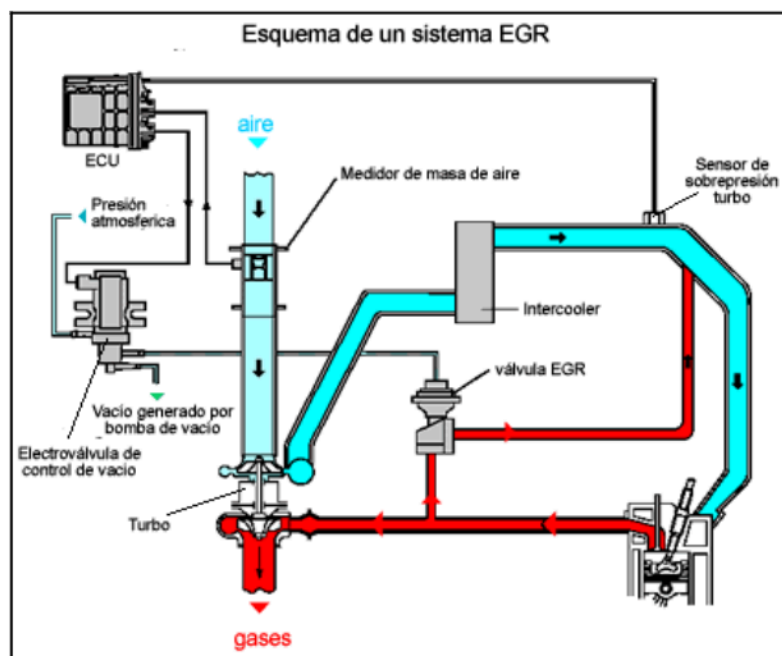 Esquema de un sistema EGR
ECU
aire
Medidor de masa de aire
Sensor de
sobrepresión
turbo
Presión
atmosferica
Intercooler
válvula EGR
Vacío generado por
bomba de vacío
Electroválvula de
control de vacio
Turbo
gases